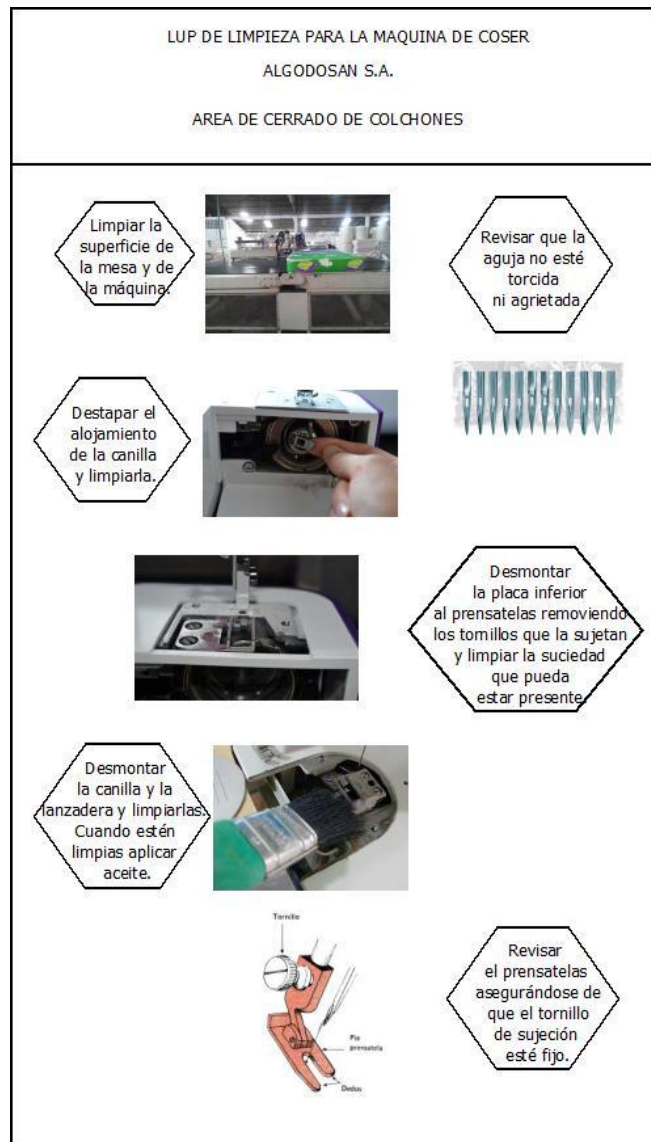 LUP DE LIMPIEZA PARA LA MAQUINA DE COSER
ALGODOSAN S.A.
AREA DE CERRADO DE COLCHONES
Limpiar la
superficie de
la mesa y de
la máquina.
Revisar que la
aguja no esté
torcida
ni agrietada
Destapar el
alojamiento
de la canilla
y limpiarla.
Desmontar
la placa inferior
al prensatelas removiendo
los tornillos que la sujetan
y limpiar la suciedad
que pueda
estar presente.
Desmontar
la canilla y la
lanzadera y limpiarlas.
Cuando estén
limpias aplicar
aceite.
Tornillo
Pie
prensatela
Dedos
Revisar
el prensatelas
asegurándose de
que el tornillo
de sujeción
esté fijo.